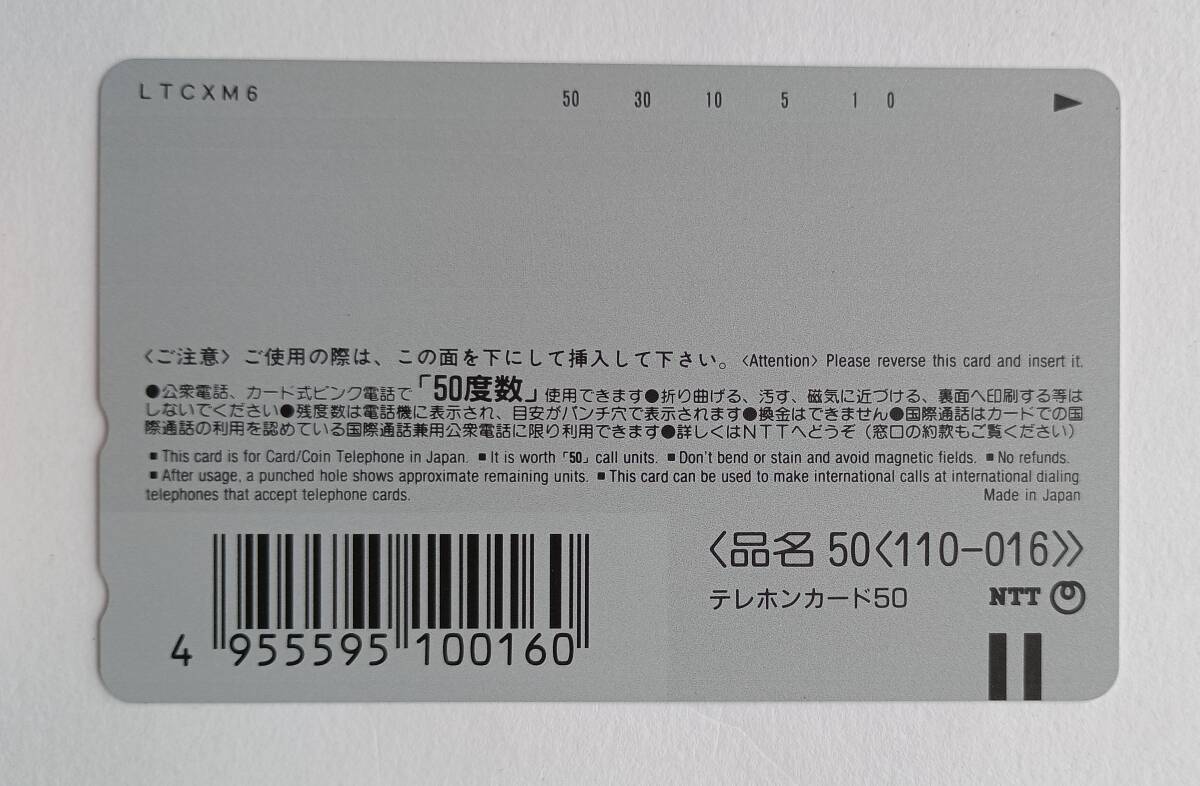 LTCXM6
50 30 10 5 1 0
〈ご注意〉ご使用の際は、この面を下にして挿入して下さい。〈Attention〉Please reverse this card and insert it.
●公衆電話、カード式ピンク電話で「50度数」使用できます●折り曲げる、汚す、磁気に近づける、裏面へ印刷する等は
しないでください●残度数は電話機に表示され、目安がパンチ穴で表示されます●換金はできません●国際通話はカードでの国
際通話の利用を認めている国際通話兼用公衆電話に限り利用できます●詳しくはNTTへどうぞ（窓口の約款もご覧ください）
■ This card is for Card/Coin Telephone in Japan. ■ It is worth「50」call units. ■ Don't bend or stain and avoid magnetic fields. ■ No refunds.
■ After usage, a punched hole shows approximate remaining units. ■ This card can be used to make international calls at international dialing
telephones that accept telephone cards. Made in Japan
〈品名 50〈110-016〉〉
テレホンカード50 NTT
4 955595 100160